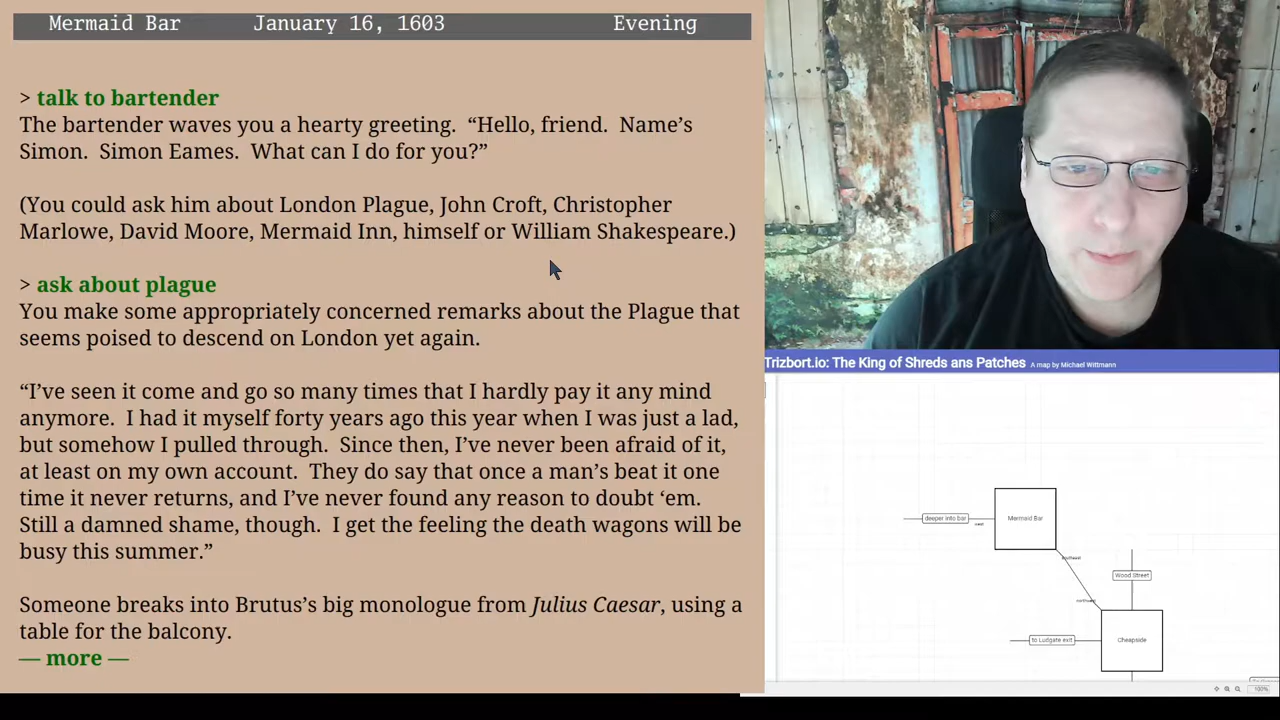 Mermaid Bar January 16, 1603 Evening
> talk to bartender
The bartender waves you a hearty greeting. “Hello, friend. Name’s
Simon. Simon Eames. What can I do for you?”
(You could ask him about London Plague, John Croft, Christopher
Marlowe, David Moore, Mermaid Inn, himself or William Shakespeare.)
> ask about plague
You make some appropriately concerned remarks about the Plague that
seems poised to descend on London yet again.
“I’ve seen it come and go so many times that I hardly pay it any mind
anymore. I had it myself forty years ago this year when I was just a lad,
but somehow I pulled through. Since then, I’ve never been afraid of it,
at least on my own account. They do say that once a man’s beat it one
time it never returns, and I’ve never found any reason to doubt ‘em.
Still a damned shame, though. I get the feeling the death wagons will be
busy this summer.”
Someone breaks into Brutus’s big monologue from Julius Caesar, using a
table for the balcony.
— more —
Trizbort.io: The King of Shreds ans Patches A map by Michael Wittmann
deeper into bar
west
Mermaid Bar
southeast
Wood Street
northwest
to Ludgate exit
Cheapside
100%